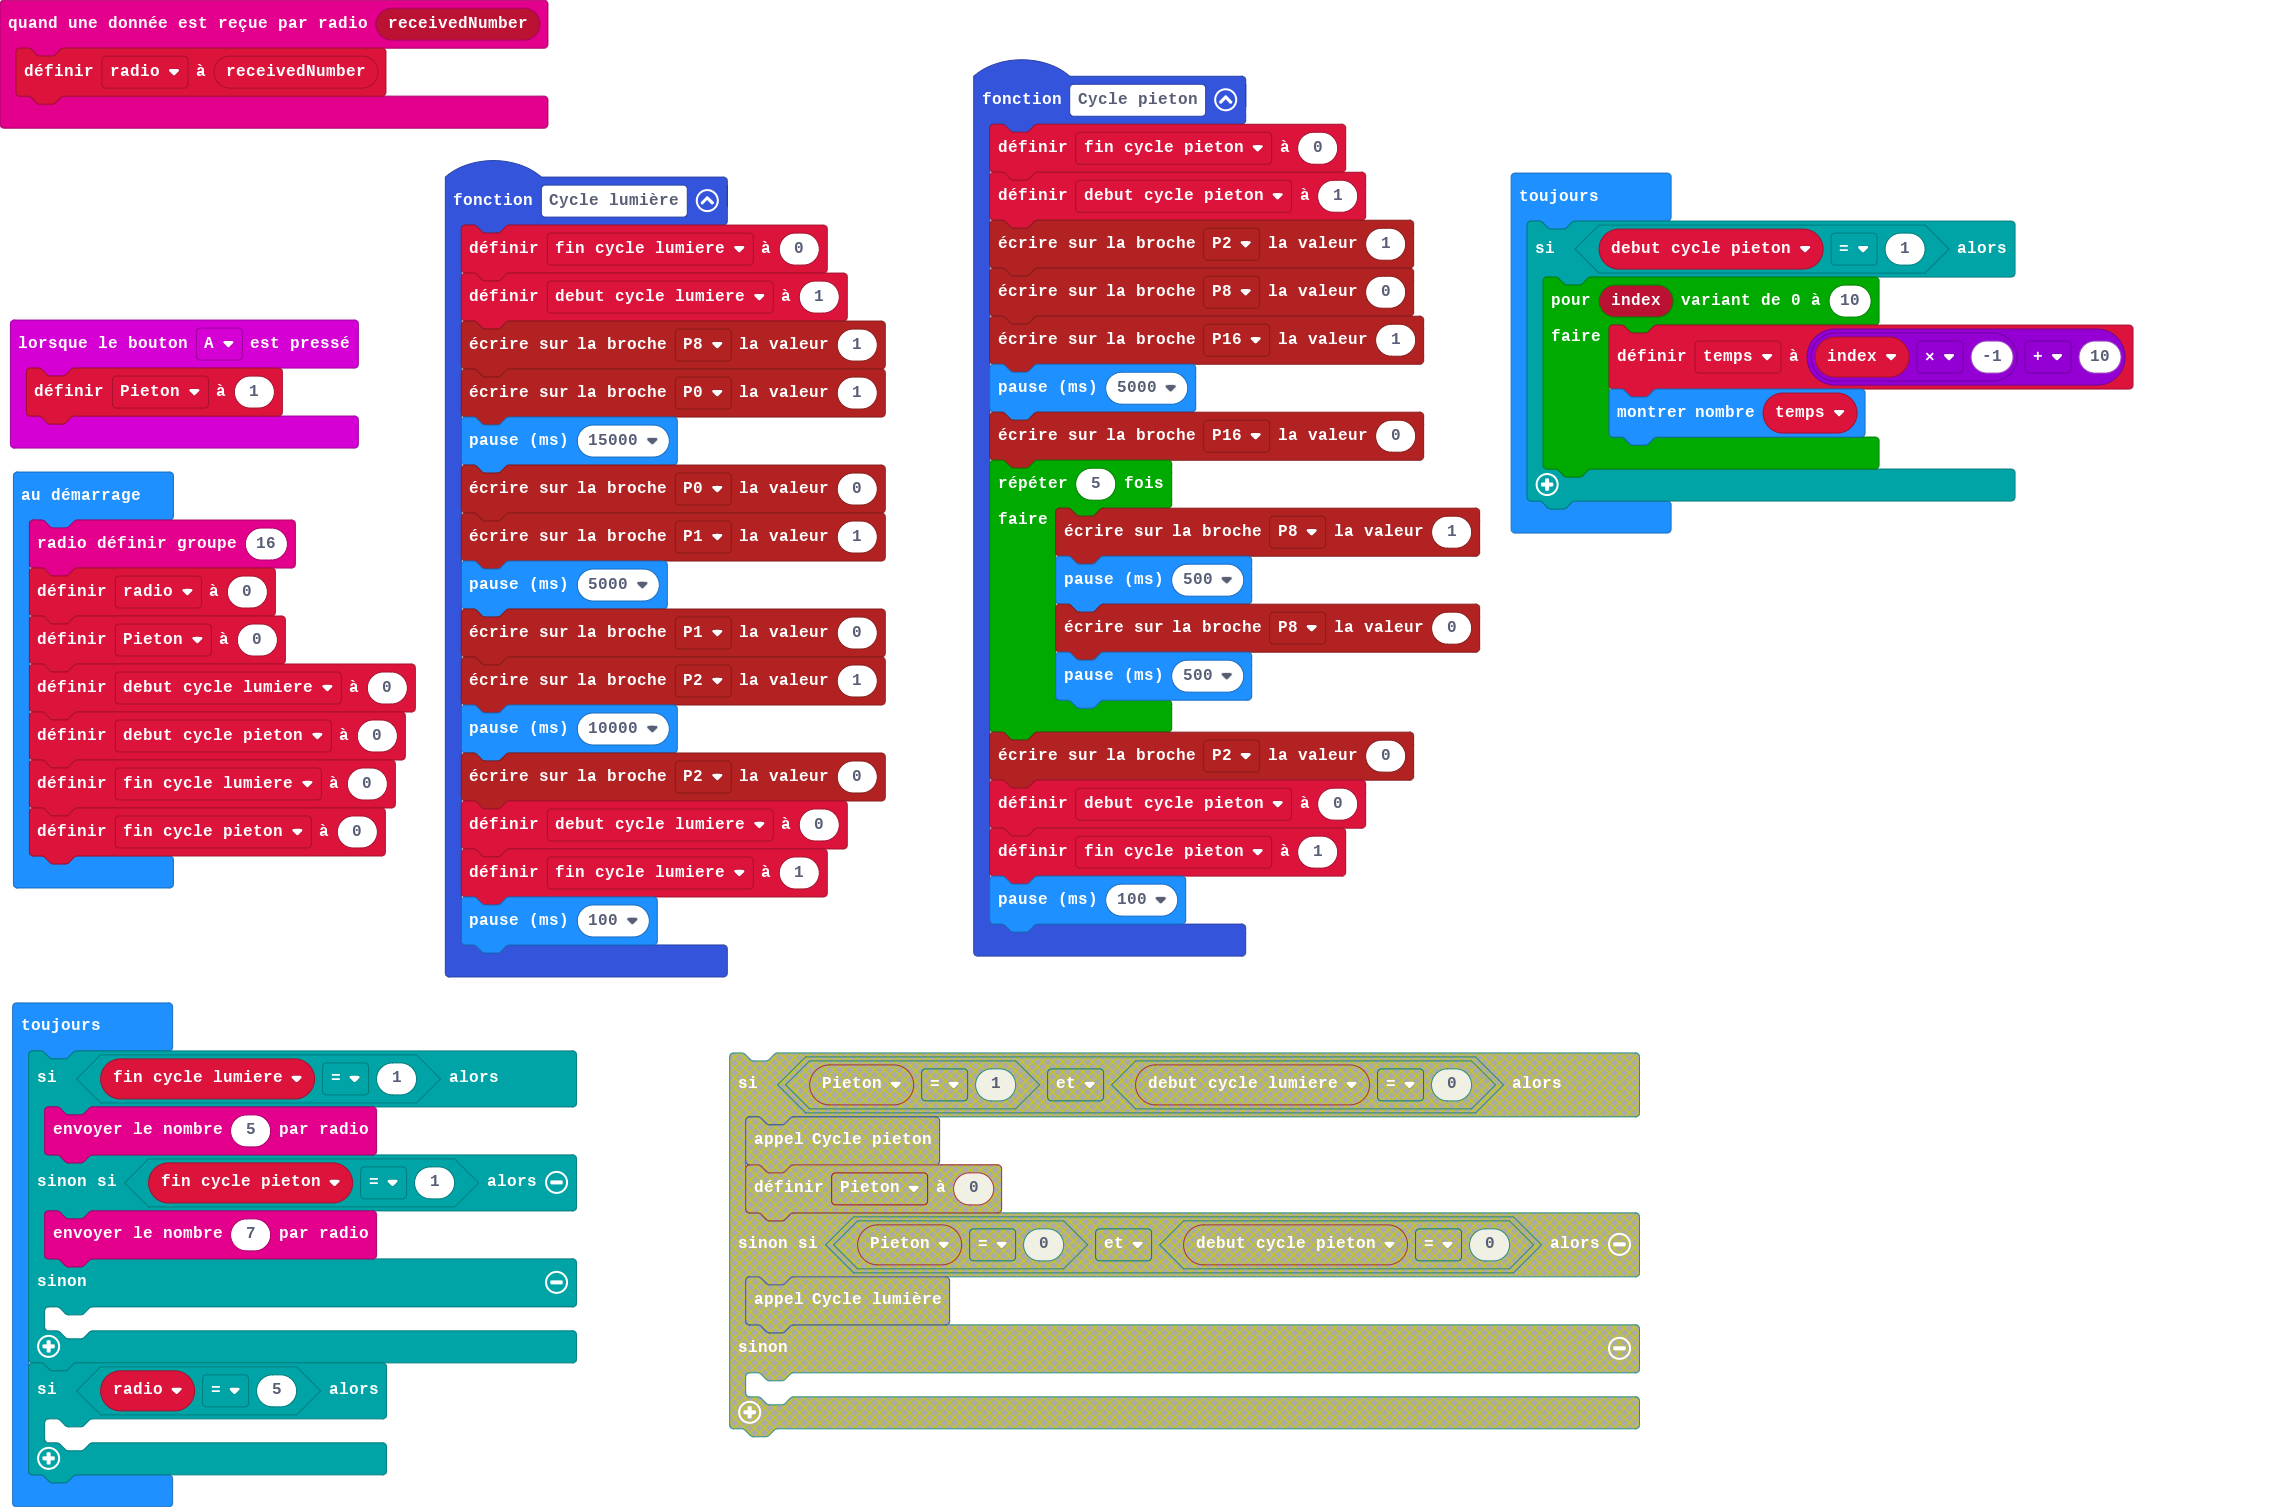 quand une donnée est reçue par radio receivedNumber
définir radio à receivedNumber
lorsque le bouton A est pressé
définir Pieton à 1
au démarrage
radio définir groupe 16
définir radio à 0
définir Pieton à 0
définir debut cycle lumiere à 0
définir debut cycle pieton à 0
définir fin cycle lumiere à 0
définir fin cycle pieton à 0
fonction Cycle lumière
définir fin cycle lumiere à 0
définir debut cycle lumiere à 1
écrire sur la broche P8 la valeur 1
écrire sur la broche P0 la valeur 1
pause (ms) 15000
écrire sur la broche P0 la valeur 0
écrire sur la broche P1 la valeur 1
pause (ms) 5000
écrire sur la broche P1 la valeur 0
écrire sur la broche P2 la valeur 1
pause (ms) 10000
écrire sur la broche P2 la valeur 0
définir debut cycle lumiere à 0
définir fin cycle lumiere à 1
pause (ms) 100
fonction Cycle pieton
définir fin cycle pieton à 0
définir debut cycle pieton à 1
écrire sur la broche P2 la valeur 1
écrire sur la broche P8 la valeur 0
écrire sur la broche P16 la valeur 1
pause (ms) 5000
écrire sur la broche P16 la valeur 0
répéter 5 fois
faire écrire sur la broche P8 la valeur 1
pause (ms) 500
écrire sur la broche P8 la valeur 0
pause (ms) 500
écrire sur la broche P2 la valeur 0
définir debut cycle pieton à 0
définir fin cycle pieton à 1
pause (ms) 100
toujours
si debut cycle pieton = 1 alors
pour index variant de 0 à 10
faire définir temps à index × -1 + 10
montrer nombre temps
toujours
si fin cycle lumiere = 1 alors
envoyer le nombre 5 par radio
sinon si fin cycle pieton = 1 alors
envoyer le nombre 7 par radio
sinon
si radio = 5 alors
si Pieton = 1 et debut cycle lumiere = 0 alors
appel Cycle pieton
définir Pieton à 0
sinon si Pieton = 0 et debut cycle pieton = 0 alors
appel Cycle lumière
sinon